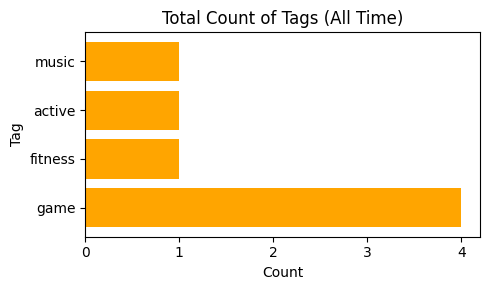 Total Count of Tags (All Time)
Tag
music
active
fitness
game
0 1 2 3 4
Count